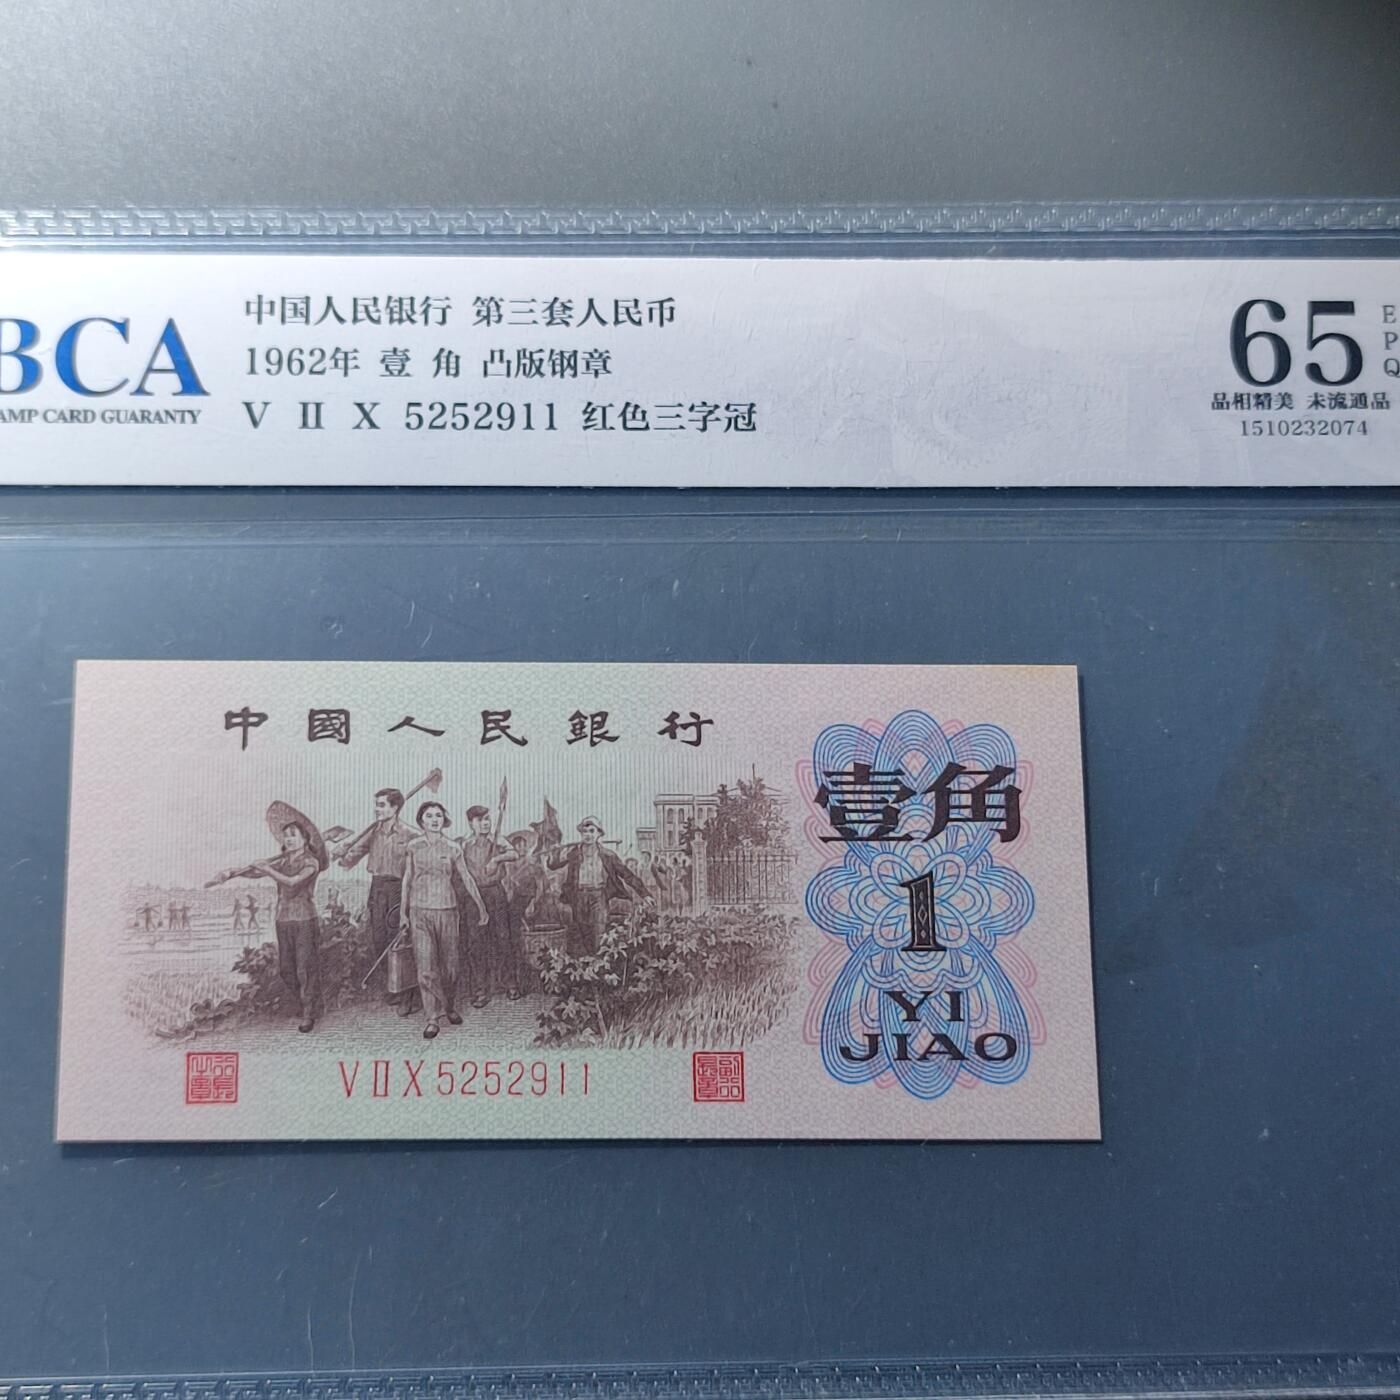 BCA
AMP CARD GUARANTY
中国人民银行 第三套人民币
1962年 壹 角 凸版钢章
V II X 5252911 红色三字冠
65
E
P
Q
品相精美 未流通品
1510232074
中國人民銀行
壹角
1
YI
JIAO
V II X 5252911